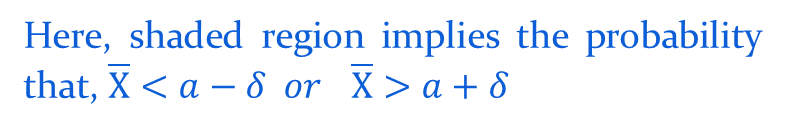 Here, shaded region implies the probability
that, X̅ < a − δ or X̅ > a + δ